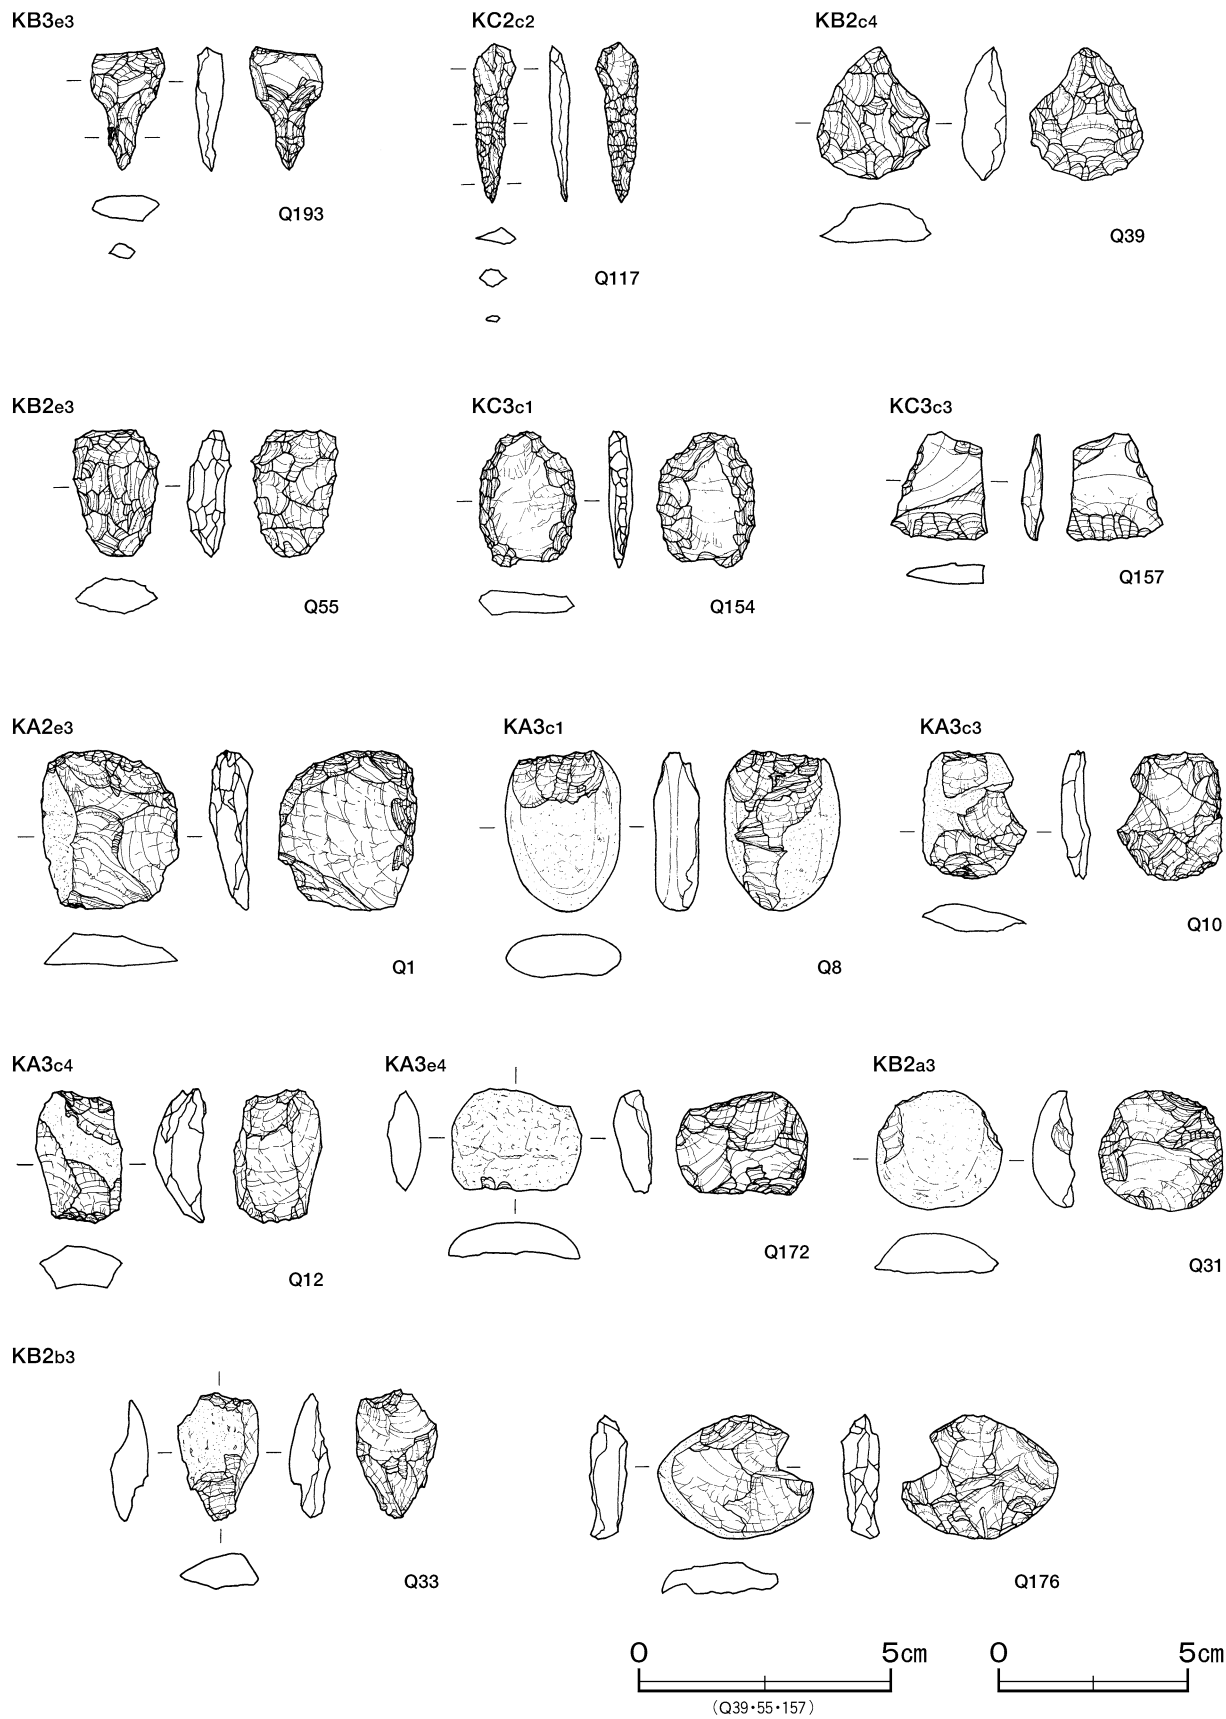 KB3e3 KC2c2 KB2c4
Q193 Q117 Q39
KB2e3 KC3c1 KC3c3
Q55 Q154 Q157
KA2e3 KA3c1 KA3c3
Q1 Q8 Q10
KA3c4 KA3e4 KB2a3
Q12 Q172 Q31
KB2b3
Q33 Q176
0 5cm 0 5cm
(Q39・55・157)